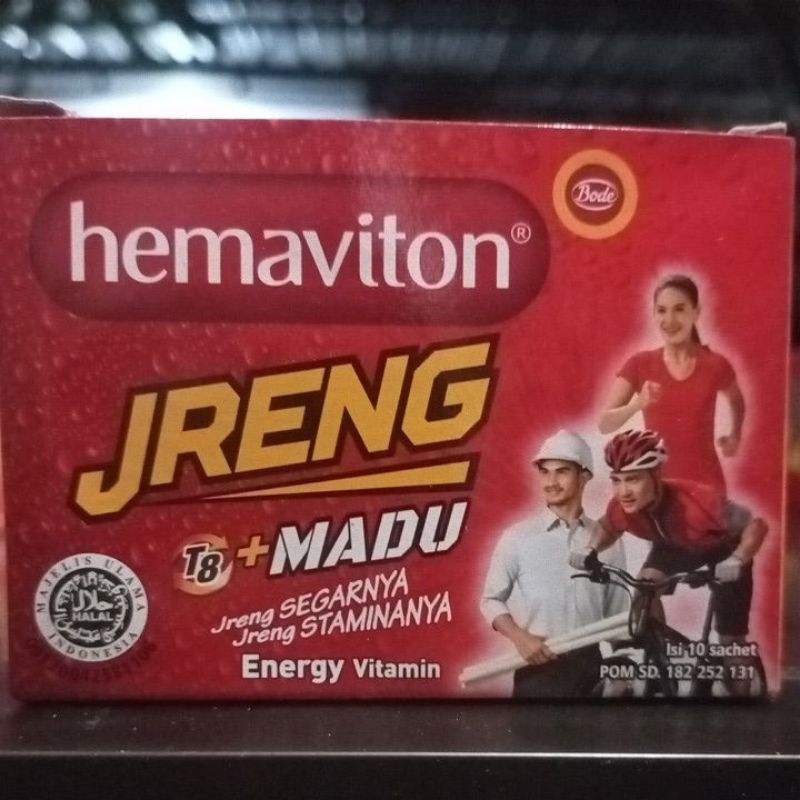 hemaviton®
Bode
JRENG
T8 +MADU
Jreng SEGARNYA
Jreng STAMINANYA
Energy Vitamin
MAJELIS ULAMA
حلال
HALAL
INDONESIA
Isi 10 sachet
POM SD. 182 252 131